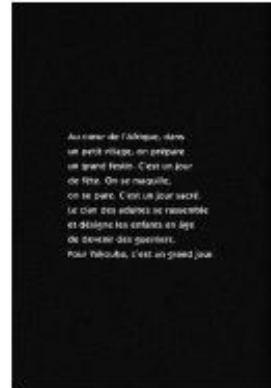 Au cœur de l'Afrique, dans
un petit village, on prépare
un grand festin. C'est un jour
de fête. On se maquille,
on se pare. C'est un jour sacré.
Le clan des adultes se rassemble
et désigne les enfants en âge
de devenir des guerriers.
Pour Yakouba, c'est un grand jour.